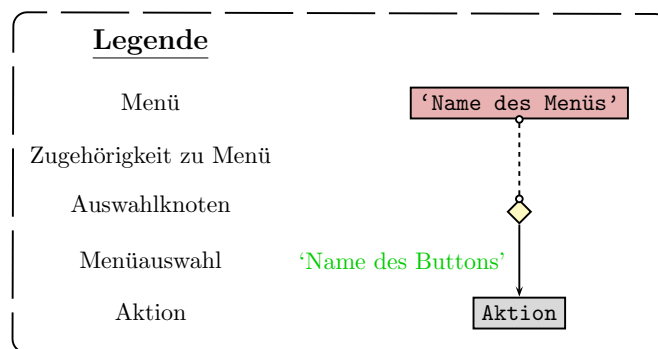 Legende
Menü ‘Name des Menüs’
Zugehörigkeit zu Menü
Auswahlknoten
Menüauswahl ‘Name des Buttons’
Aktion Aktion